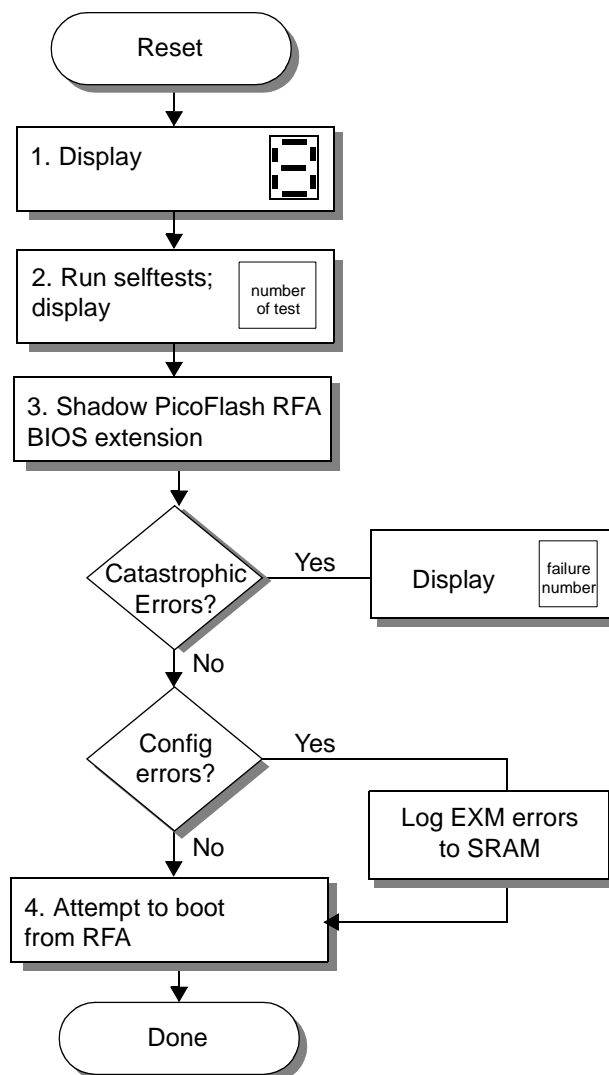 Reset
1. Display
2. Run selftests;
display
number
of test
3. Shadow PicoFlash RFA
BIOS extension
Catastrophic
Errors?
Yes
Display
failure
number
No
Config
errors?
Yes
Log EXM errors
to SRAM
No
4. Attempt to boot
from RFA
Done